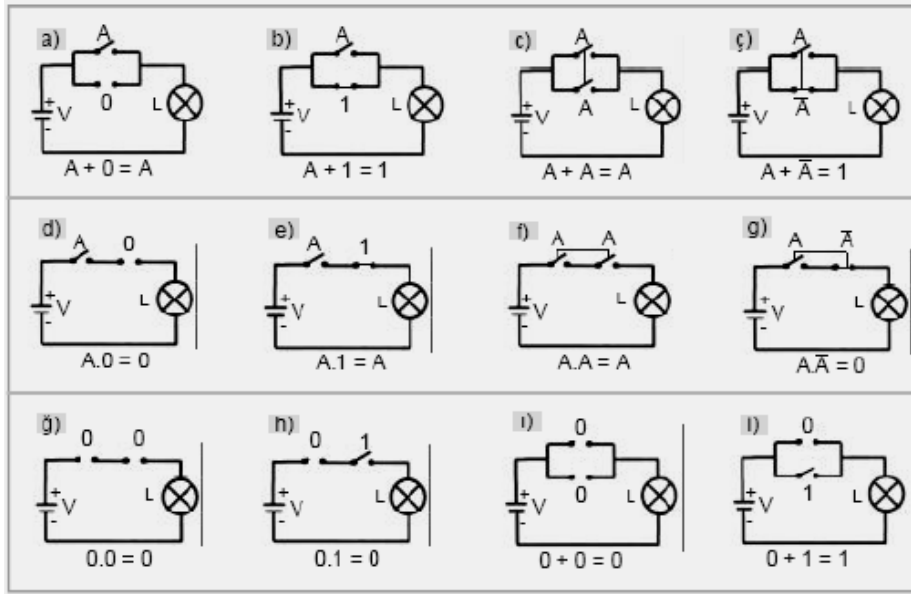 a) A
0
+ V - L
A + 0 = A
b) A
1
+ V - L
A + 1 = 1
c) A
A
+ V - L
A + A = A
ç) A
A̅
+ V - L
A + A̅ = 1
d) A 0
+ V - L
A.0 = 0
e) A 1
+ V - L
A.1 = A
f) A A
+ V - L
A.A = A
g) A A̅
+ V - L
A.A̅ = 0
ğ) 0 0
+ V - L
0.0 = 0
h) 0 1
+ V - L
0.1 = 0
ı) 0
0
+ V - L
0 + 0 = 0
I) 0
1
+ V - L
0 + 1 = 1